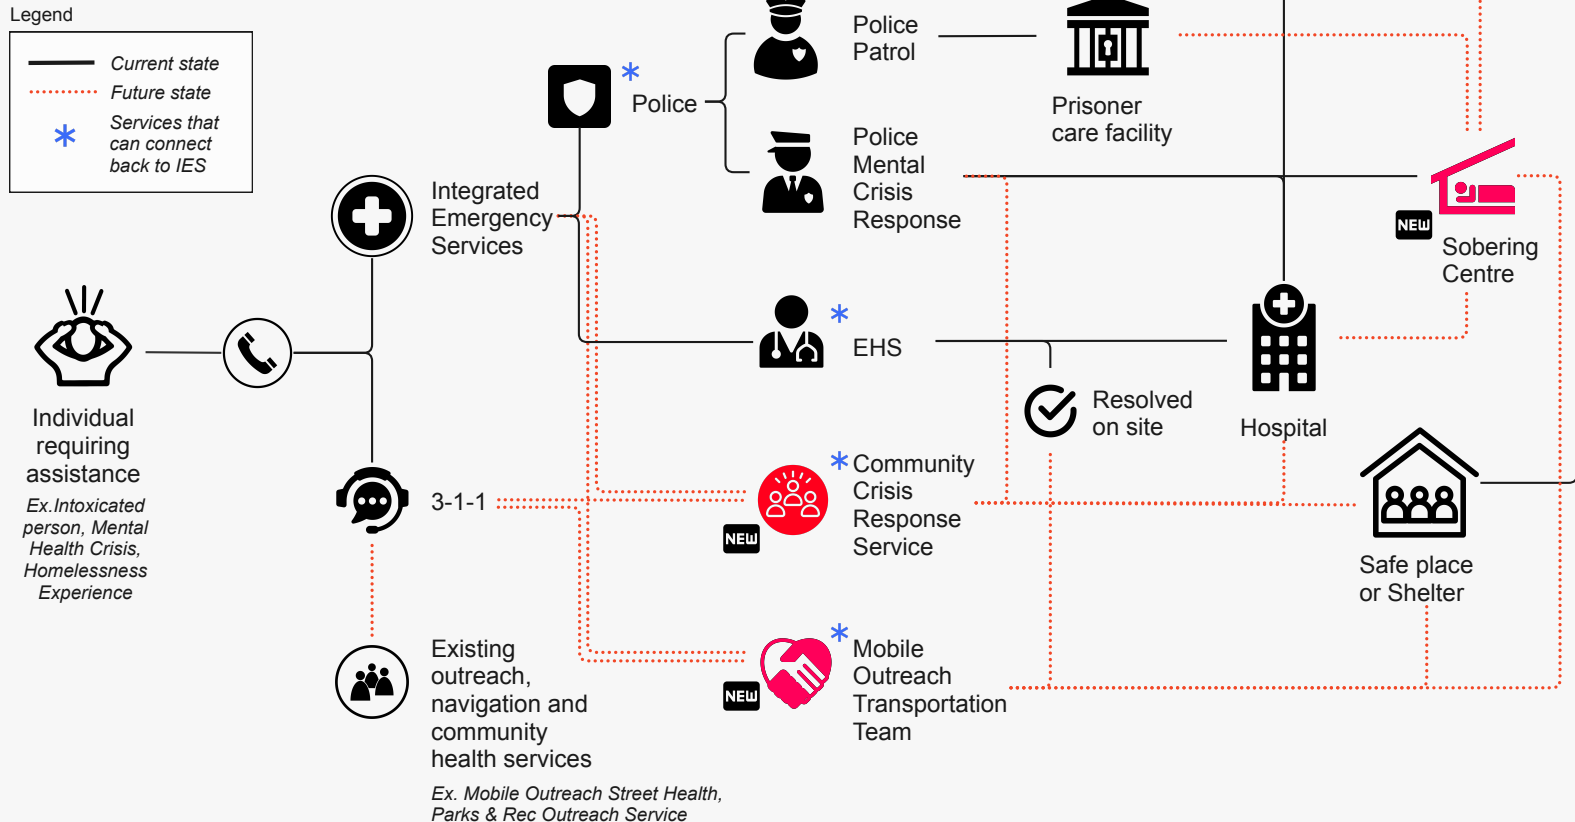 Legend
Current state
Future state
Services that
can connect
back to IES
Police
Police
Patrol
Prisoner
care facility
Police
Mental
Crisis
Response
Integrated
Emergency
Services
NEW
Sobering
Centre
EHS
Resolved
on site
Hospital
Individual
requiring
assistance
Ex.Intoxicated
person, Mental
Health Crisis,
Homelessness
Experience
3-1-1
Community
Crisis
Response
Service
NEW
Safe place
or Shelter
Existing
outreach,
navigation and
community
health services
Ex. Mobile Outreach Street Health,
Parks & Rec Outreach Service
NEW
Mobile
Outreach
Transportation
Team